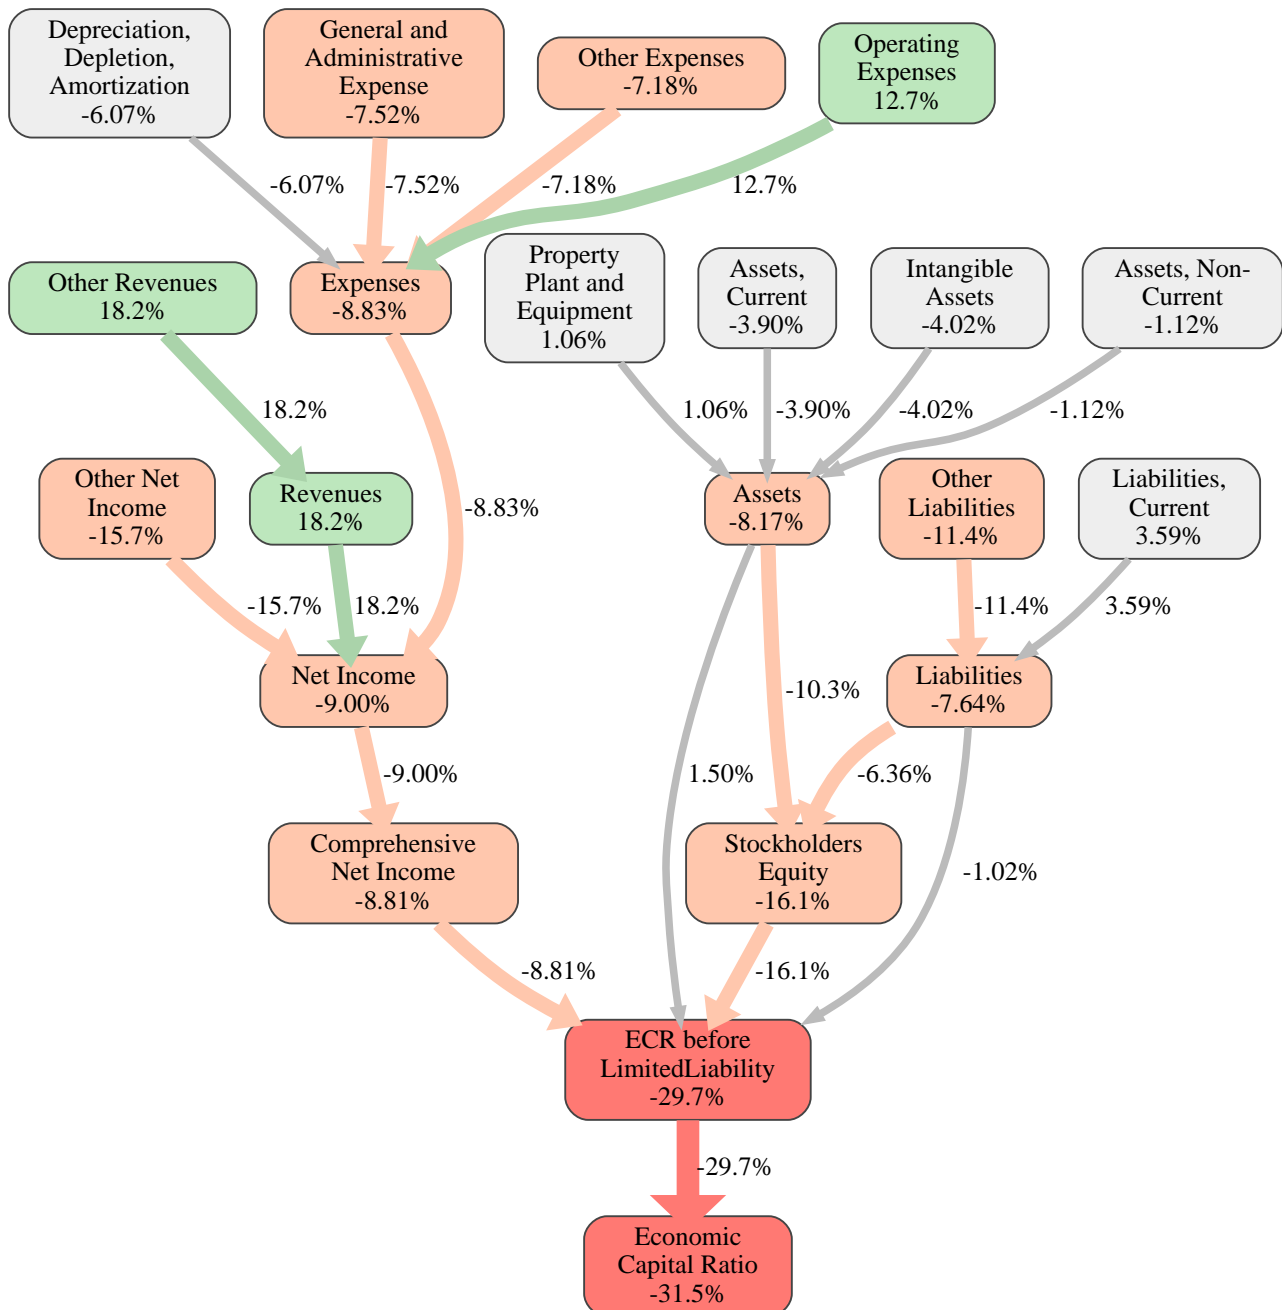 Depreciation,
Depletion,
Amortization
-6.07%
General and
Administrative
Expense
-7.52%
Other Expenses
-7.18%
Operating
Expenses
12.7%
-6.07%
-7.52%
-7.18%
12.7%
Other Revenues
18.2%
Expenses
-8.83%
Property
Plant and
Equipment
1.06%
Assets,
Current
-3.90%
Intangible
Assets
-4.02%
Assets, Non-
Current
-1.12%
18.2%
1.06%
-3.90%
-4.02%
-1.12%
Other Net
Income
-15.7%
Revenues
18.2%
-8.83%
Assets
-8.17%
Other
Liabilities
-11.4%
Liabilities,
Current
3.59%
-15.7%
18.2%
-11.4%
3.59%
Net Income
-9.00%
-10.3%
Liabilities
-7.64%
-9.00%
1.50%
-6.36%
Comprehensive
Net Income
-8.81%
Stockholders
Equity
-16.1%
-1.02%
-8.81%
-16.1%
ECR before
LimitedLiability
-29.7%
-29.7%
Economic
Capital Ratio
-31.5%